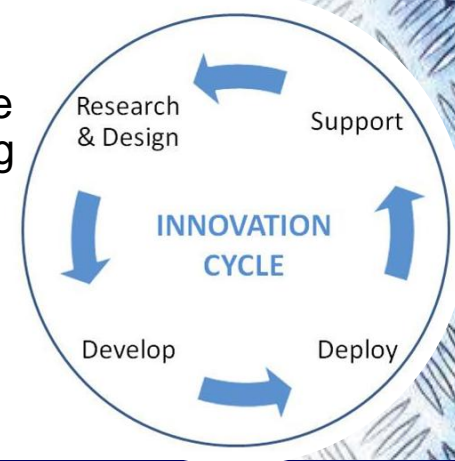 e
g
Research
& Design
Support
INNOVATION
CYCLE
Develop
Deploy